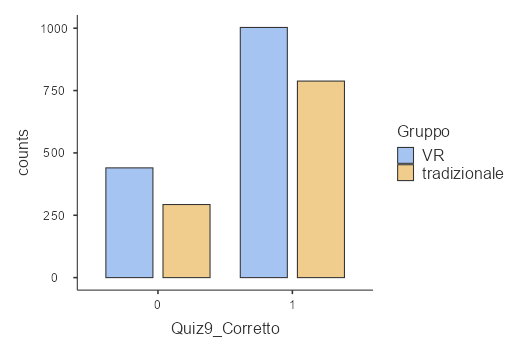 1000
750
500
250
0
counts
0
1
Quiz9_Corretto
Gruppo
VR
tradizionale